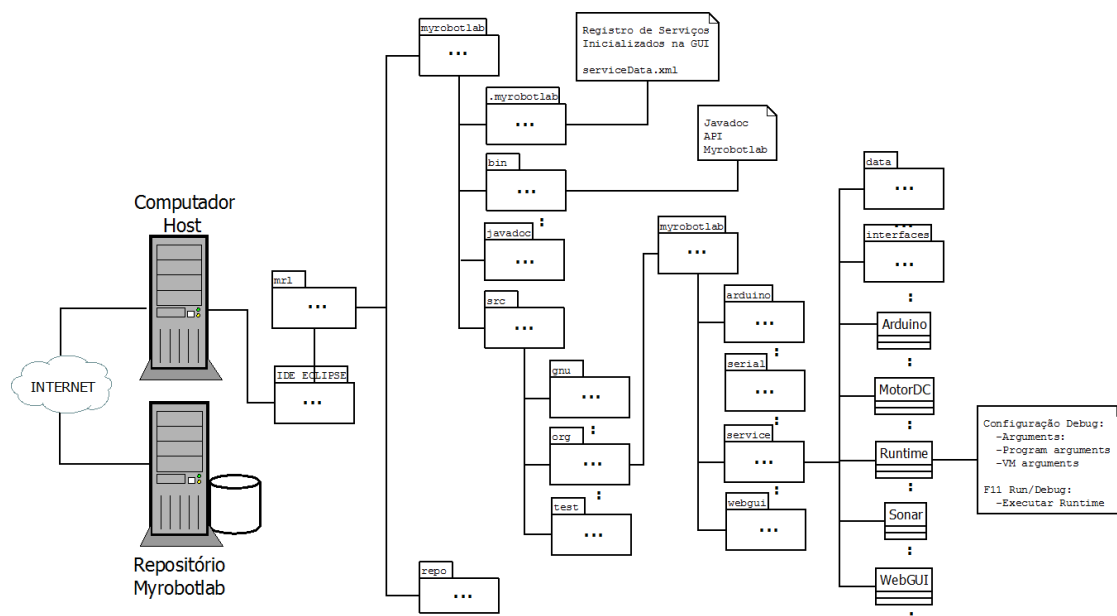 Computador
Host
INTERNET
Repositório
Myrobotlab
mrl
...
IDE ECLIPSE
...
myrobotlab
...
.myrobotlab
...
Registro de Serviços
Inicializados na GUI
serviceData.xml
bin
...
Javadoc
API
Myrobotlab
javadoc
...
src
...
gnu
...
org
...
test
...
repo
...
myrobotlab
...
arduino
...
serial
...
service
...
webgui
...
data
...
interfaces
...
Arduino
MotorDC
Runtime
Sonar
WebGUI
Configuração Debug:
-Arguments:
-Program arguments
-VM arguments
F11 Run/Debug:
-Executar Runtime